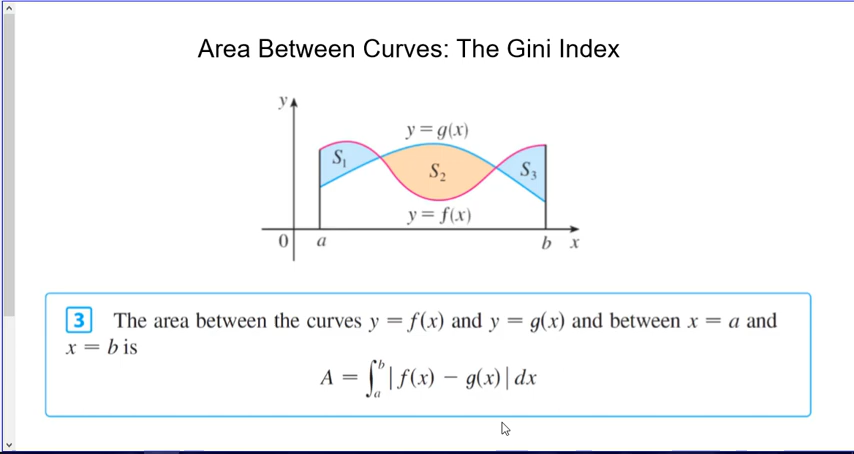 Area Between Curves: The Gini Index
y
y = g(x)
S₁
S₂
S₃
y = f(x)
0 a b x
3 The area between the curves y = f(x) and y = g(x) and between x = a and
x = b is
A = ∫ₐᵇ | f(x) − g(x) | dx